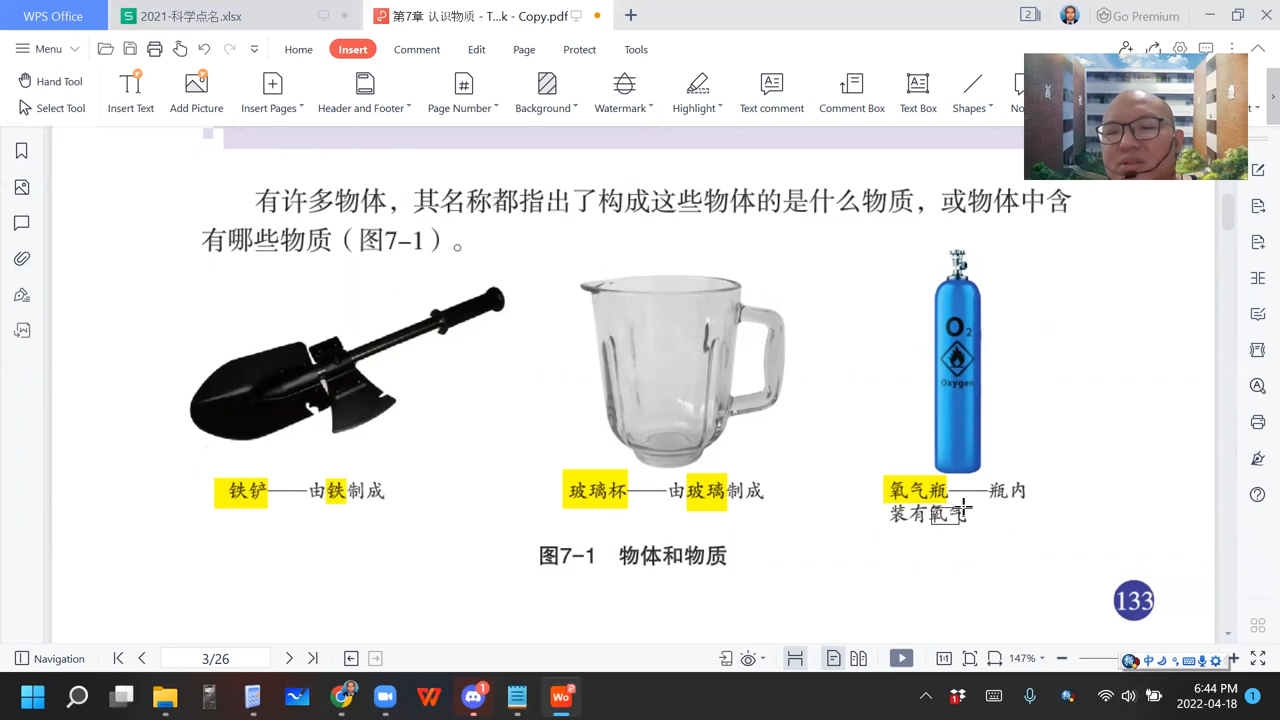 WPS Office
2021-科学点名.xlsx
第7章 认识物质 - T...k - Copy.pdf
2
Go Premium
Menu
Home
Insert
Comment
Edit
Page
Protect
Tools
Hand Tool
Select Tool
Insert Text
Add Picture
Insert Pages
Header and Footer
Page Number
Background
Watermark
Highlight
Text comment
Comment Box
Text Box
Shapes
有许多物体，其名称都指出了构成这些物体的是什么物质，或物体中含
有哪些物质（图7-1）。
O2
Oxygen
铁铲——由铁制成
玻璃杯——由玻璃制成
氧气瓶——瓶内
装有氧气
图7-1 物体和物质
133
Navigation
3/26
1:1
147%
中
W
Wo
1
6:44 PM
2022-04-18